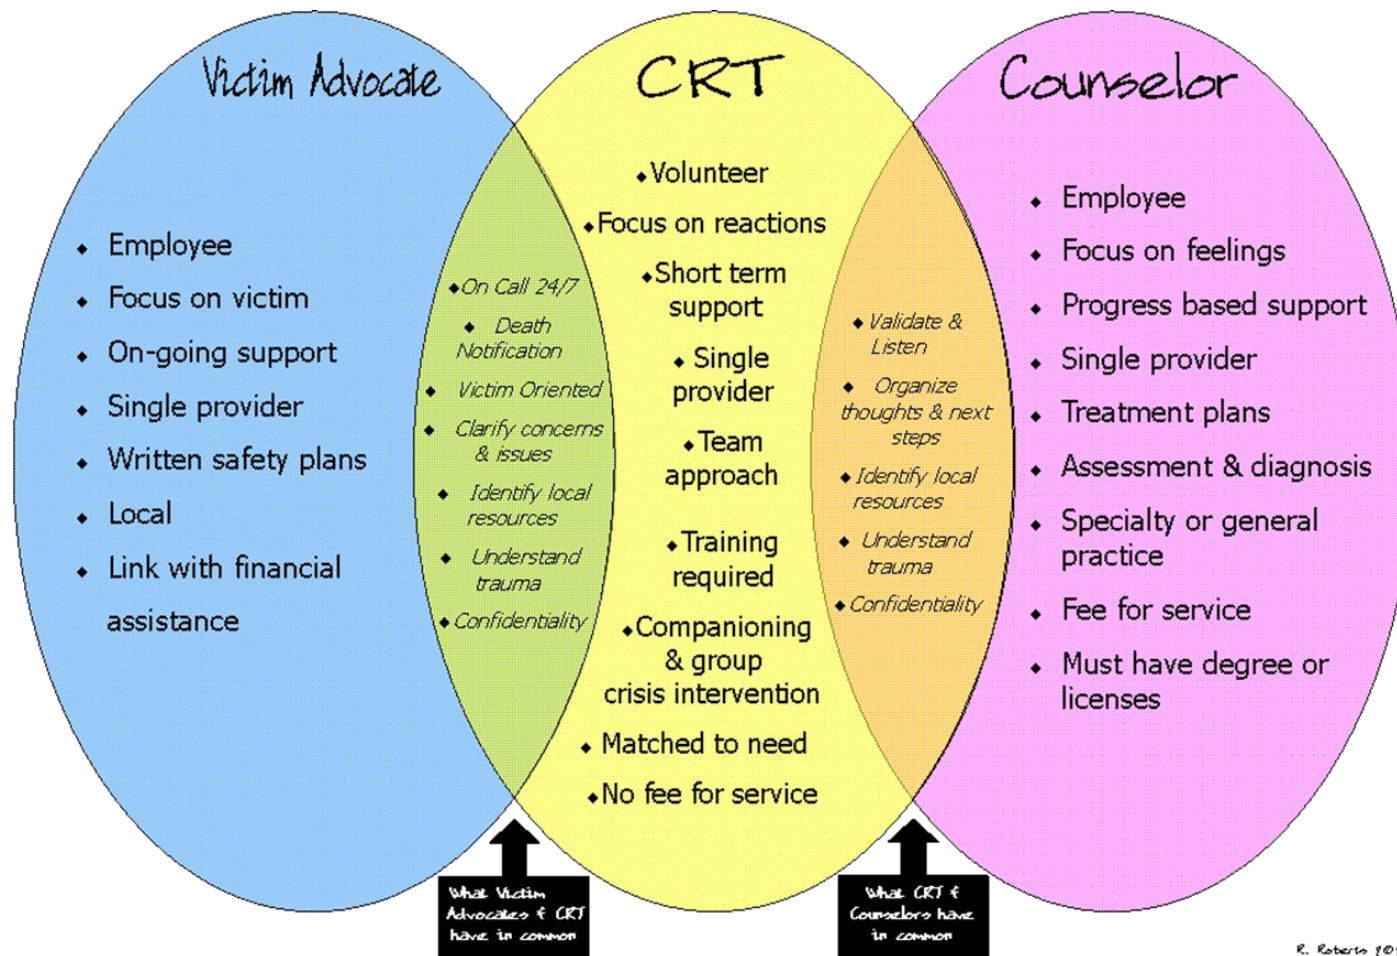 Victim Advocate
CRT
Counselor
◆ Employee
◆ Focus on victim
◆ On-going support
◆ Single provider
◆ Written safety plans
◆ Local
◆ Link with financial
assistance
◆ On Call 24/7
◆ Death
Notification
◆ Victim Oriented
◆ Clarify concerns
& issues
◆ Identify local
resources
◆ Understand
trauma
◆ Confidentiality
◆ Volunteer
◆ Focus on reactions
◆ Short term
support
◆ Single
provider
◆ Team
approach
◆ Training
required
◆ Companioning
& group
crisis intervention
◆ Matched to need
◆ No fee for service
◆ Validate &
Listen
◆ Organize
thoughts & next
steps
◆ Identify local
resources
◆ Understand
trauma
◆ Confidentiality
◆ Employee
◆ Focus on feelings
◆ Progress based support
◆ Single provider
◆ Treatment plans
◆ Assessment & diagnosis
◆ Specialty or general
practice
◆ Fee for service
◆ Must have degree or
licenses
What Victim
Advocates & CRT
have in common
What CRT &
Counselors have
in common
R. Roberts